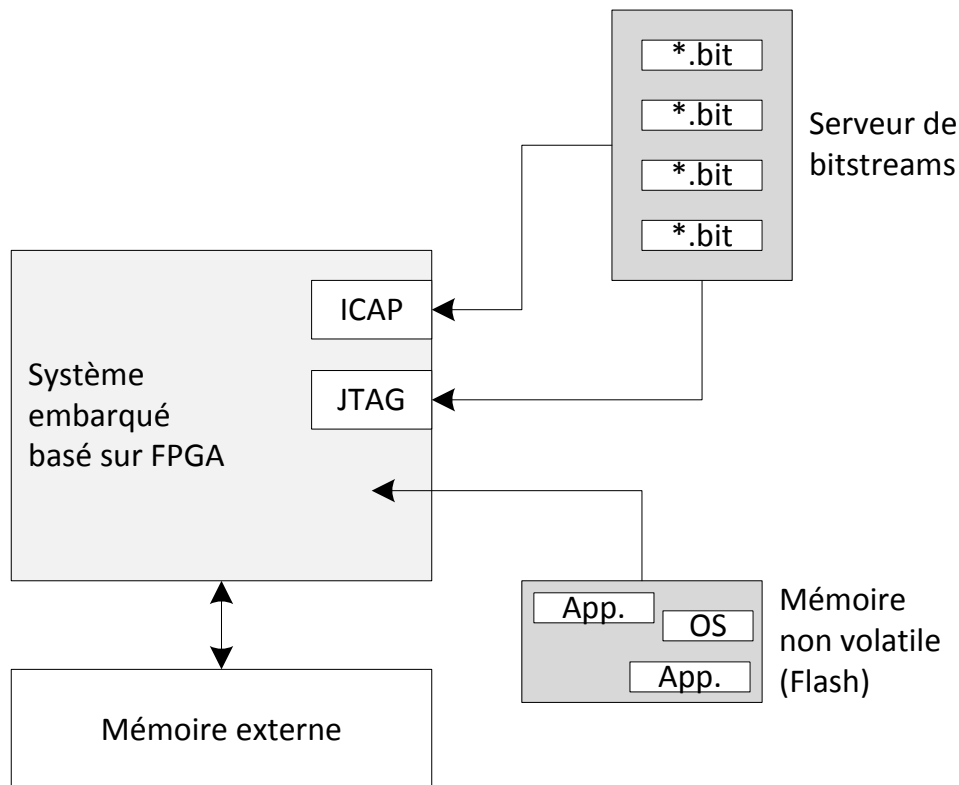 *.bit
*.bit
*.bit
*.bit
Serveur de
bitstreams
ICAP
JTAG
Système
embarqué
basé sur FPGA
App.
OS
App.
Mémoire
non volatile
(Flash)
Mémoire externe